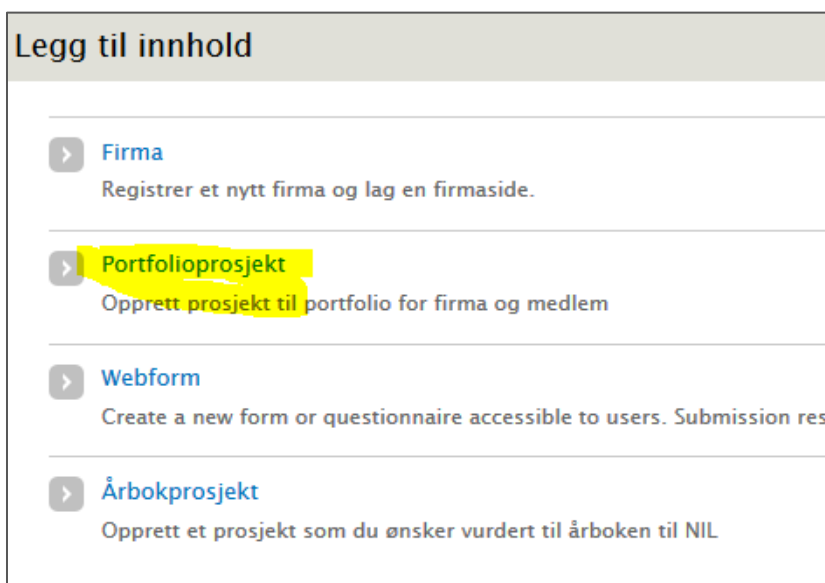 Legg til innhold
Firma
Registrer et nytt firma og lag en firmaside.
Portfolioprosjekt
Opprett prosjekt til portfolio for firma og medlem
Webform
Create a new form or questionnaire accessible to users. Submission res
Årbokprosjekt
Opprett et prosjekt som du ønsker vurdert til årboken til NIL